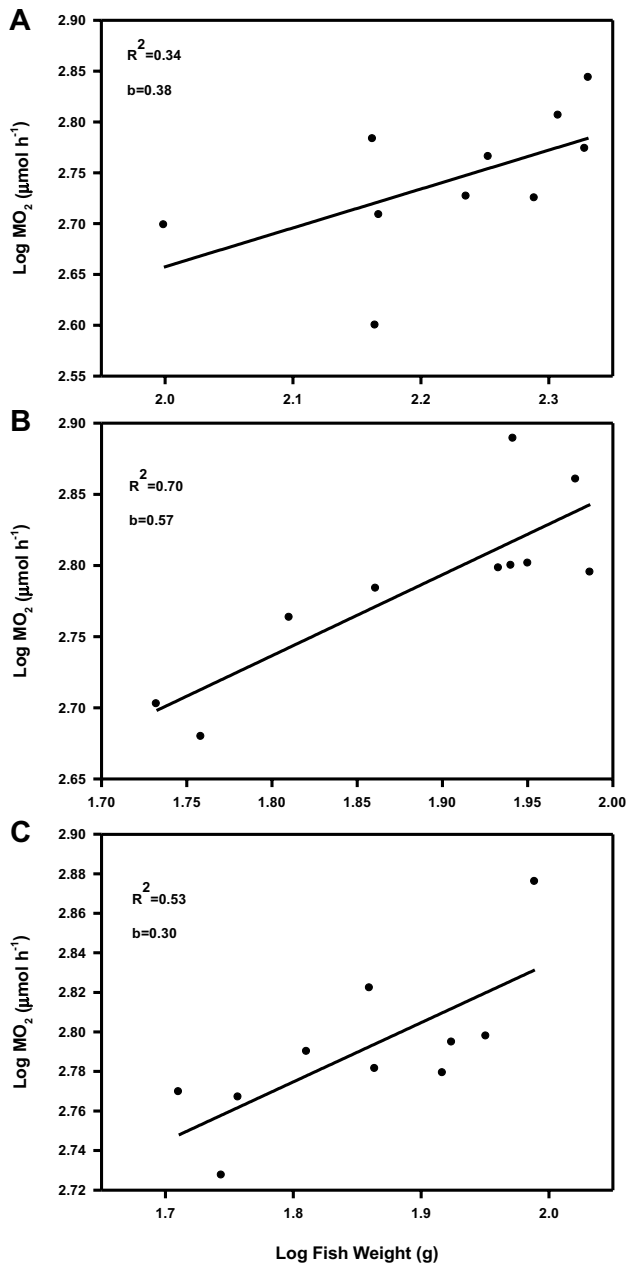 A
2.90
2.85
2.80
2.75
2.70
2.65
2.60
2.55
Log MO2 (µmol h-1)
R2=0.34
b=0.38
2.0 2.1 2.2 2.3
B
2.90
2.85
2.80
2.75
2.70
2.65
Log MO2 (µmol h-1)
R2=0.70
b=0.57
1.70 1.75 1.80 1.85 1.90 1.95 2.00
C
2.90
2.88
2.86
2.84
2.82
2.80
2.78
2.76
2.74
2.72
Log MO2 (µmol h-1)
R2=0.53
b=0.30
1.7 1.8 1.9 2.0
Log Fish Weight (g)